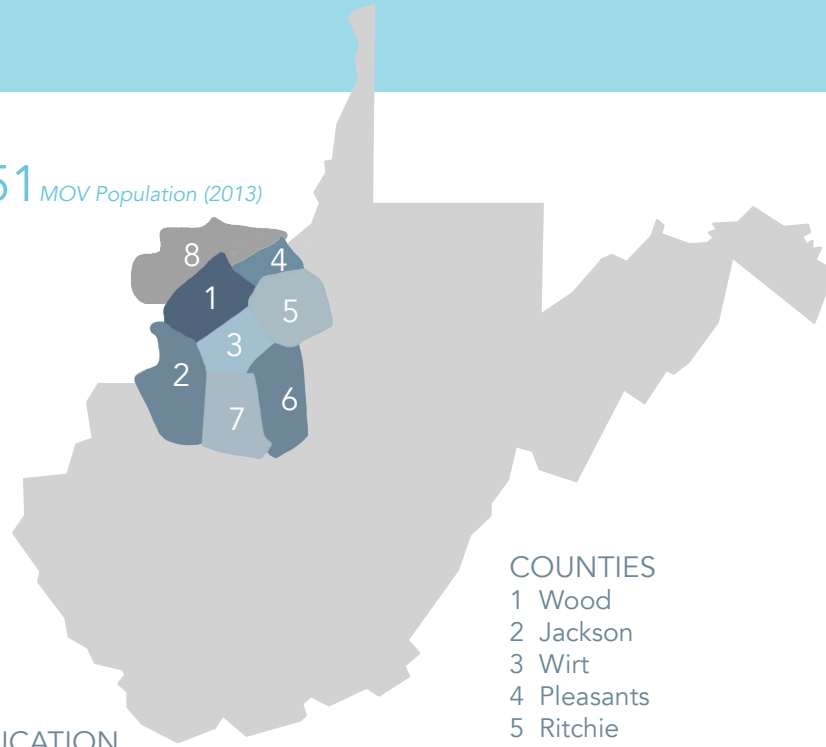 51 MOV Population (2013)
8
4
1
5
3
2
6
7
COUNTIES
1 Wood
2 Jackson
3 Wirt
4 Pleasants
5 Ritchie
UCATION